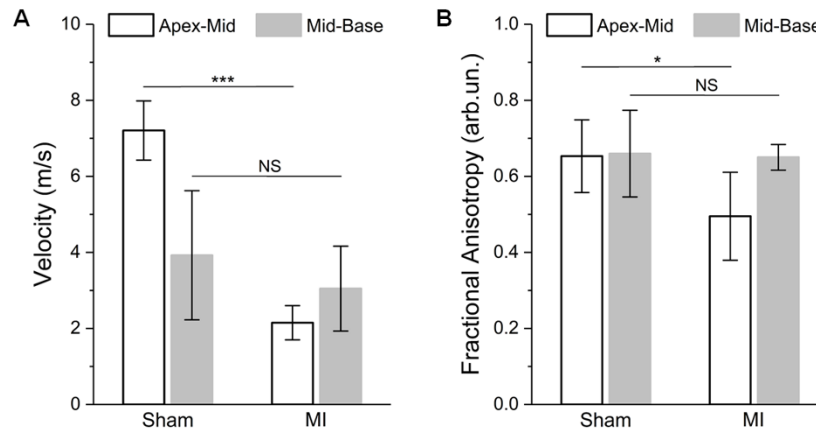 A
Apex-Mid
Mid-Base
***
NS
Velocity (m/s)
10
8
6
4
2
0
Sham
MI
B
Apex-Mid
Mid-Base
*
NS
Fractional Anisotropy (arb.un.)
1.0
0.8
0.6
0.4
0.2
0.0
Sham
MI